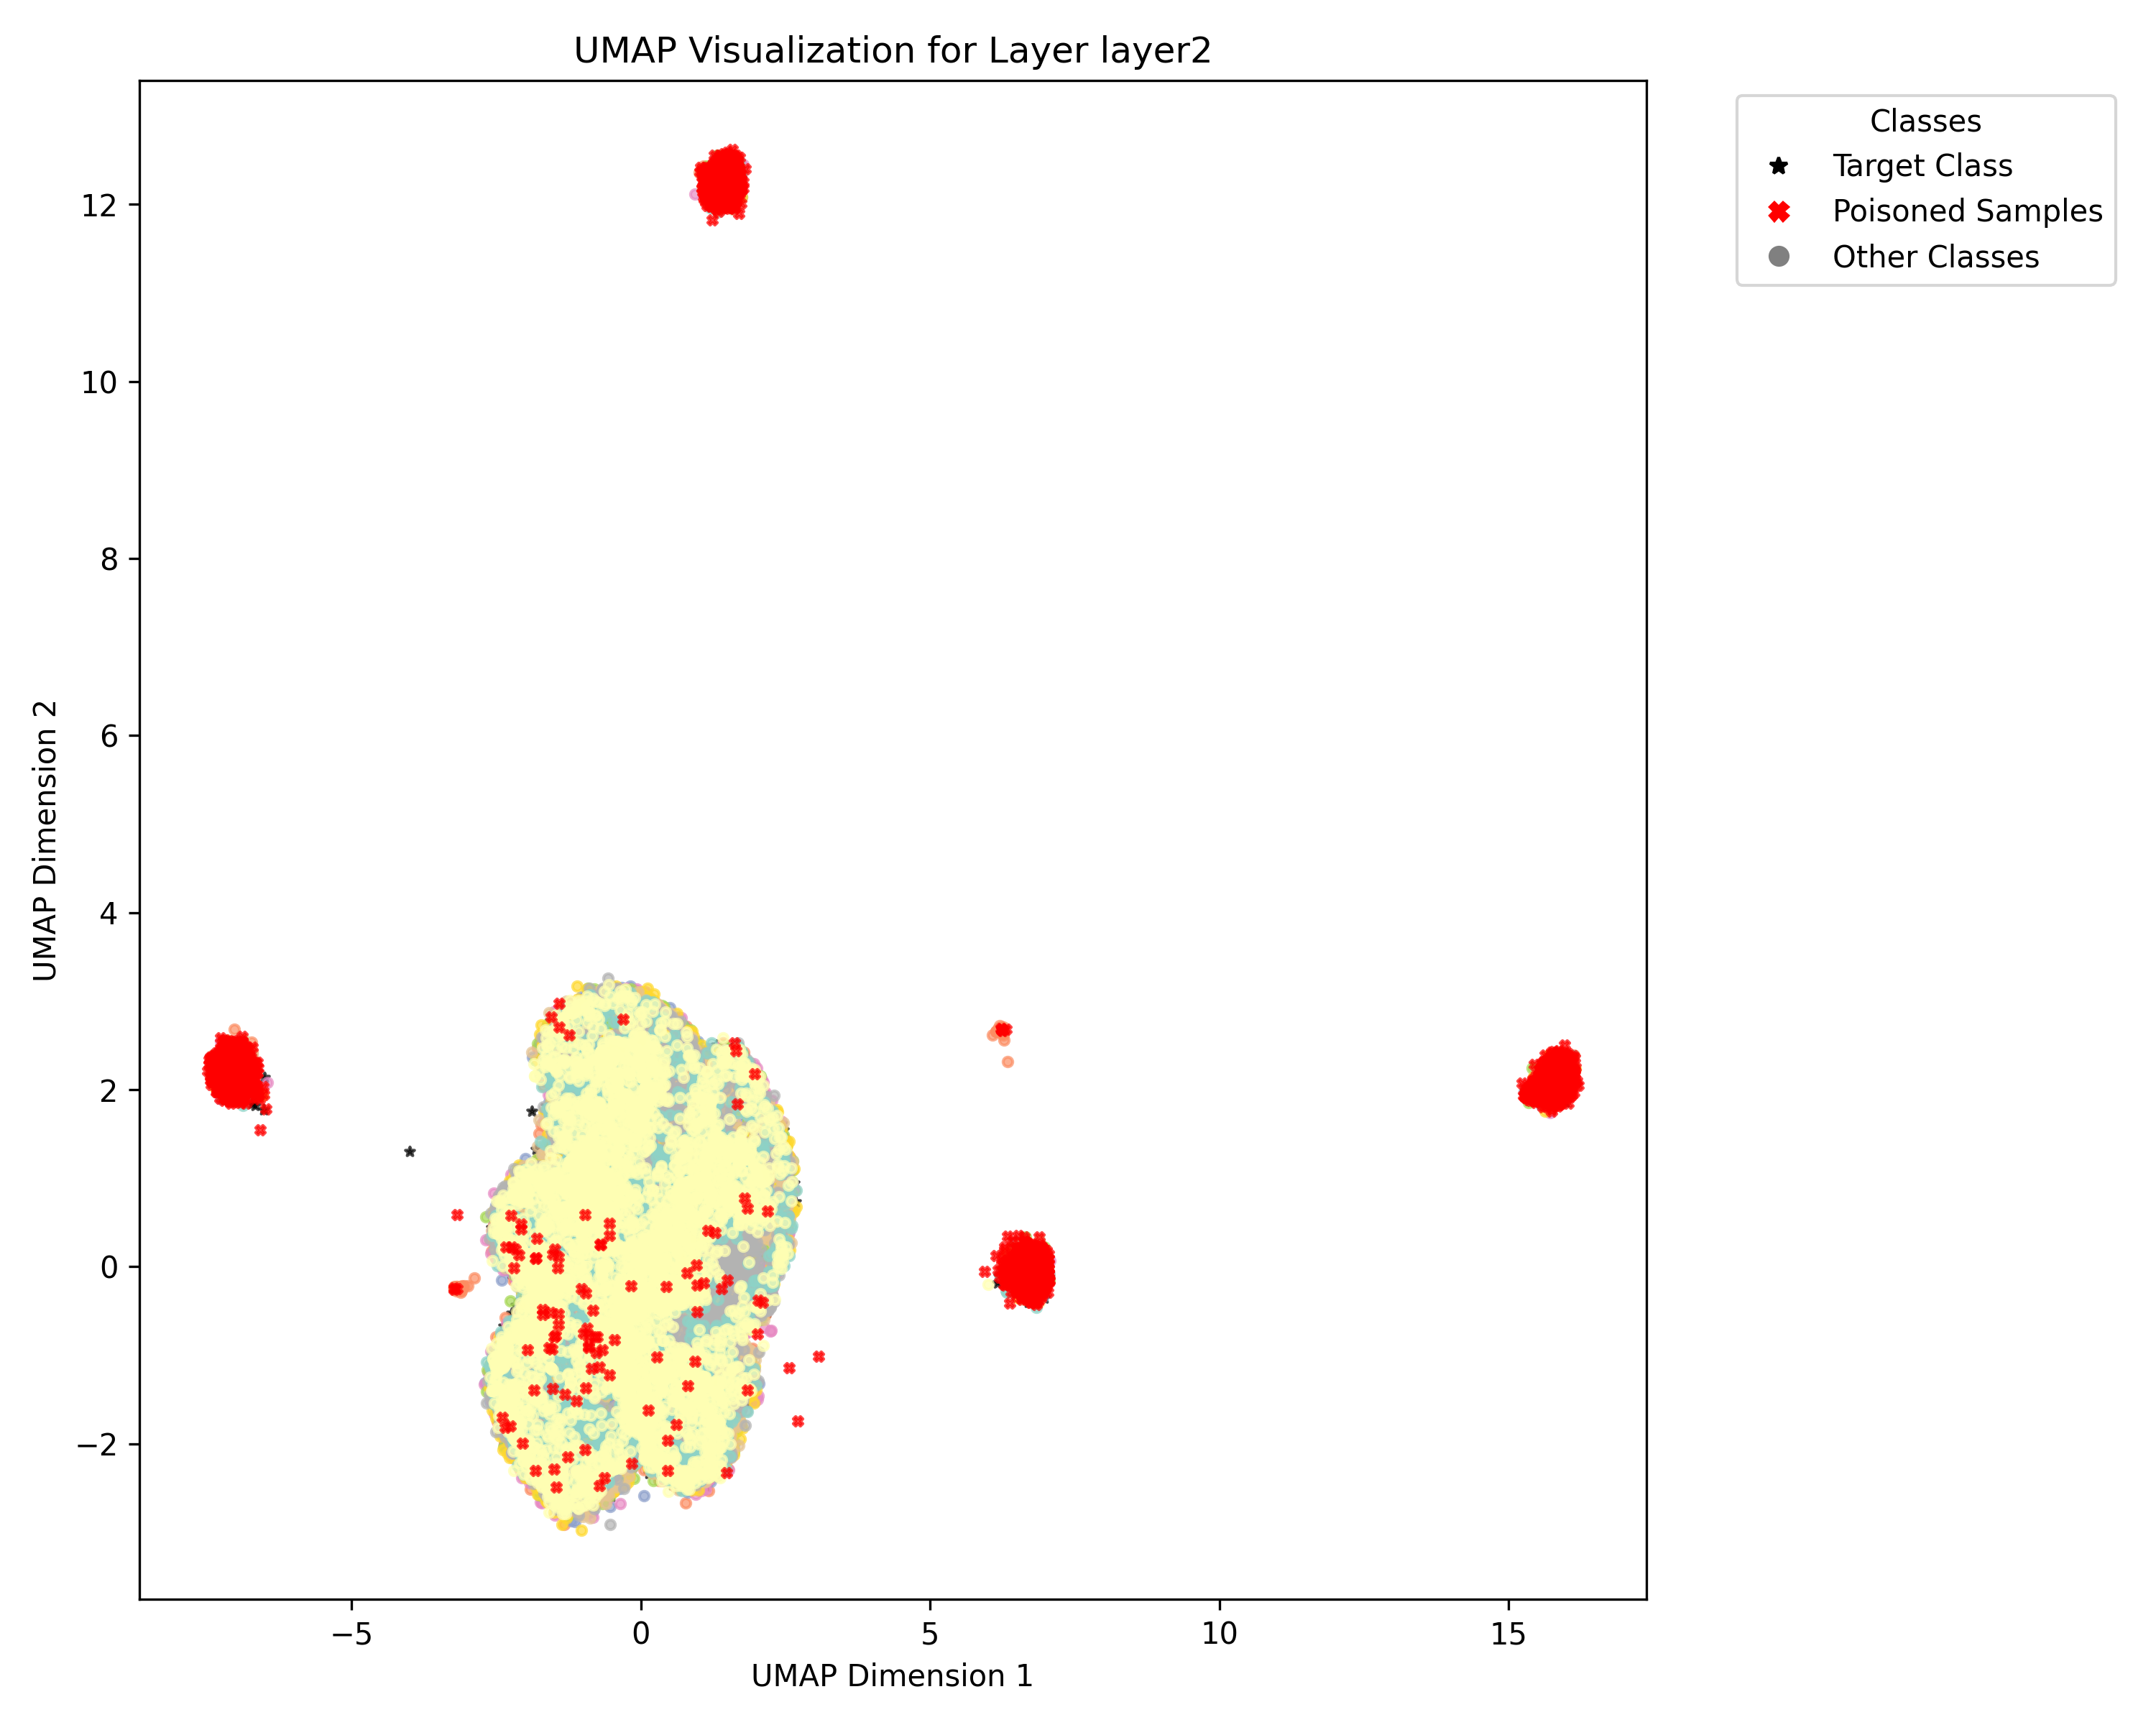 UMAP Visualization for Layer layer2
Classes
Target Class
Poisoned Samples
Other Classes
12
10
8
6
4
2
0
−2
UMAP Dimension 2
−5
0
5
10
15
UMAP Dimension 1